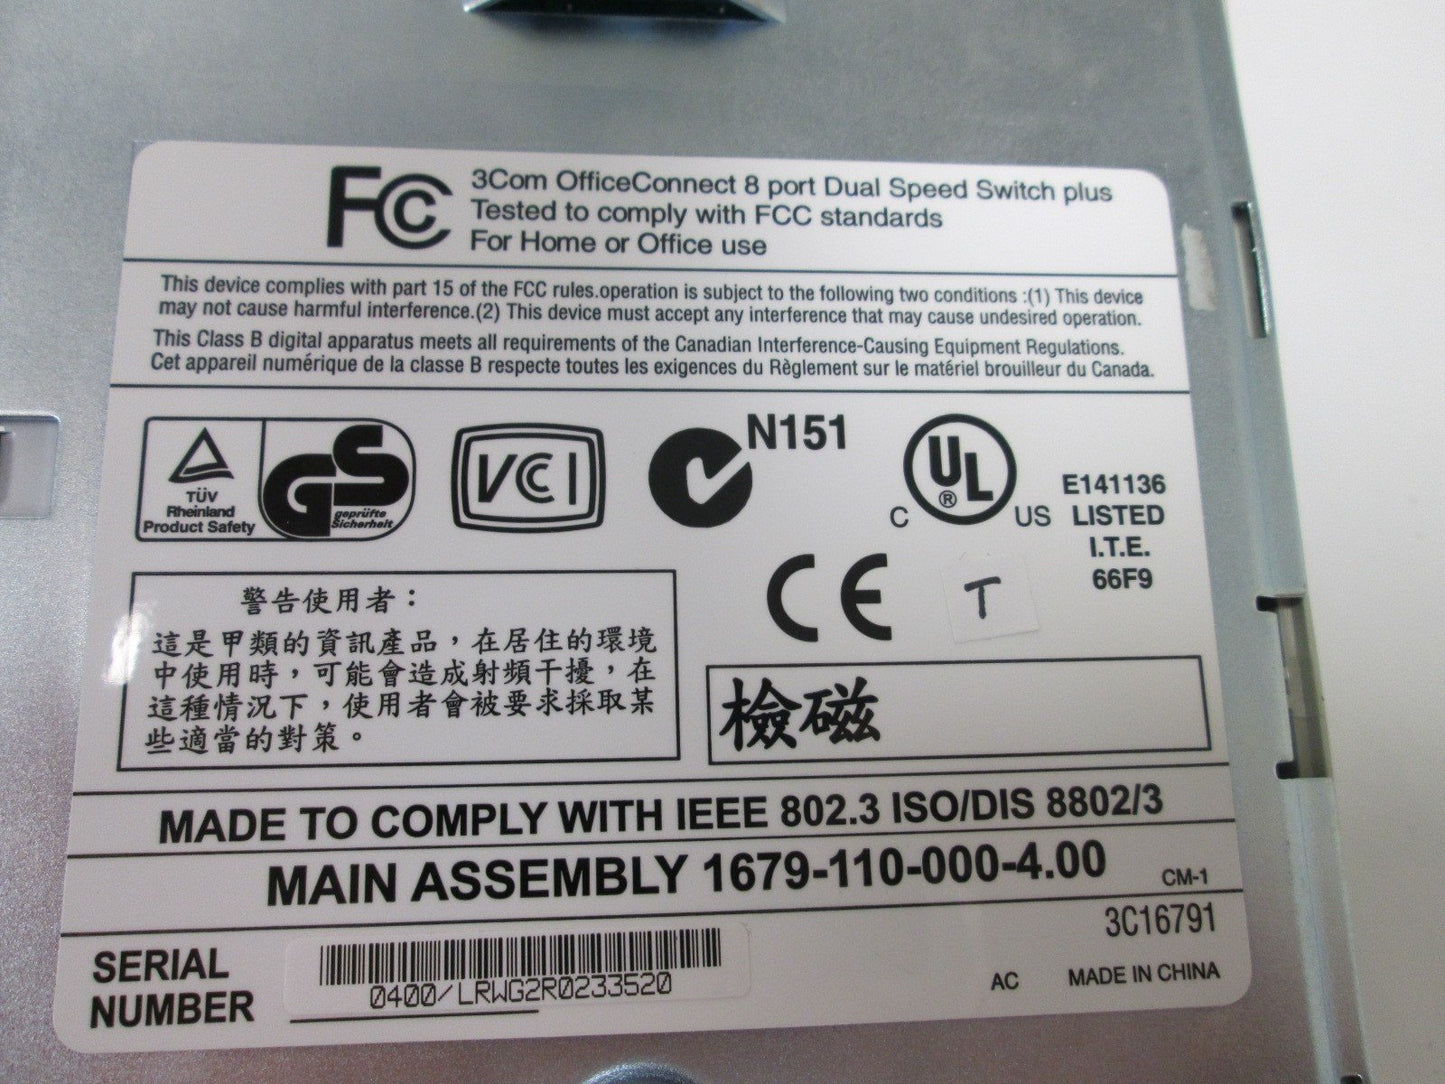 FC 3Com OfficeConnect 8 port Dual Speed Switch plus
Tested to comply with FCC standards
For Home or Office use
This device complies with part 15 of the FCC rules.operation is subject to the following two conditions :(1) This device
may not cause harmful interference.(2) This device must accept any interference that may cause undesired operation.
This Class B digital apparatus meets all requirements of the Canadian Interference-Causing Equipment Regulations.
Cet appareil numérique de la classe B respecte toutes les exigences du Règlement sur le matériel brouilleur du Canada.
TÜV
Rheinland
Product Safety
GS
geprüfte
Sicherheit
VCCI
N151
C UL ® US
E141136
LISTED
I.T.E.
66F9
CE
T
警告使用者：
這是甲類的資訊產品，在居住的環境
中使用時，可能會造成射頻干擾，在
這種情況下，使用者會被要求採取某
些適當的對策。
檢磁
MADE TO COMPLY WITH IEEE 802.3 ISO/DIS 8802/3
MAIN ASSEMBLY 1679-110-000-4.00
CM-1
3C16791
SERIAL
NUMBER
0400/LRWG2R0233520
AC MADE IN CHINA